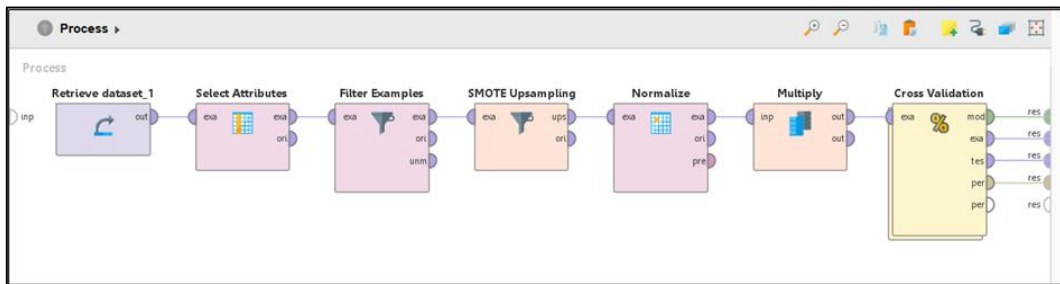 Process
Process
Retrieve dataset_1
Select Attributes
Filter Examples
SMOTE Upsampling
Normalize
Multiply
Cross Validation
inp
out
exa
exa
ori
exa
exa
ori
unm
exa
ups
ori
exa
exa
ori
pre
inp
out
out
exa
%
mod
exa
tes
per
per
res
res
res
res
res